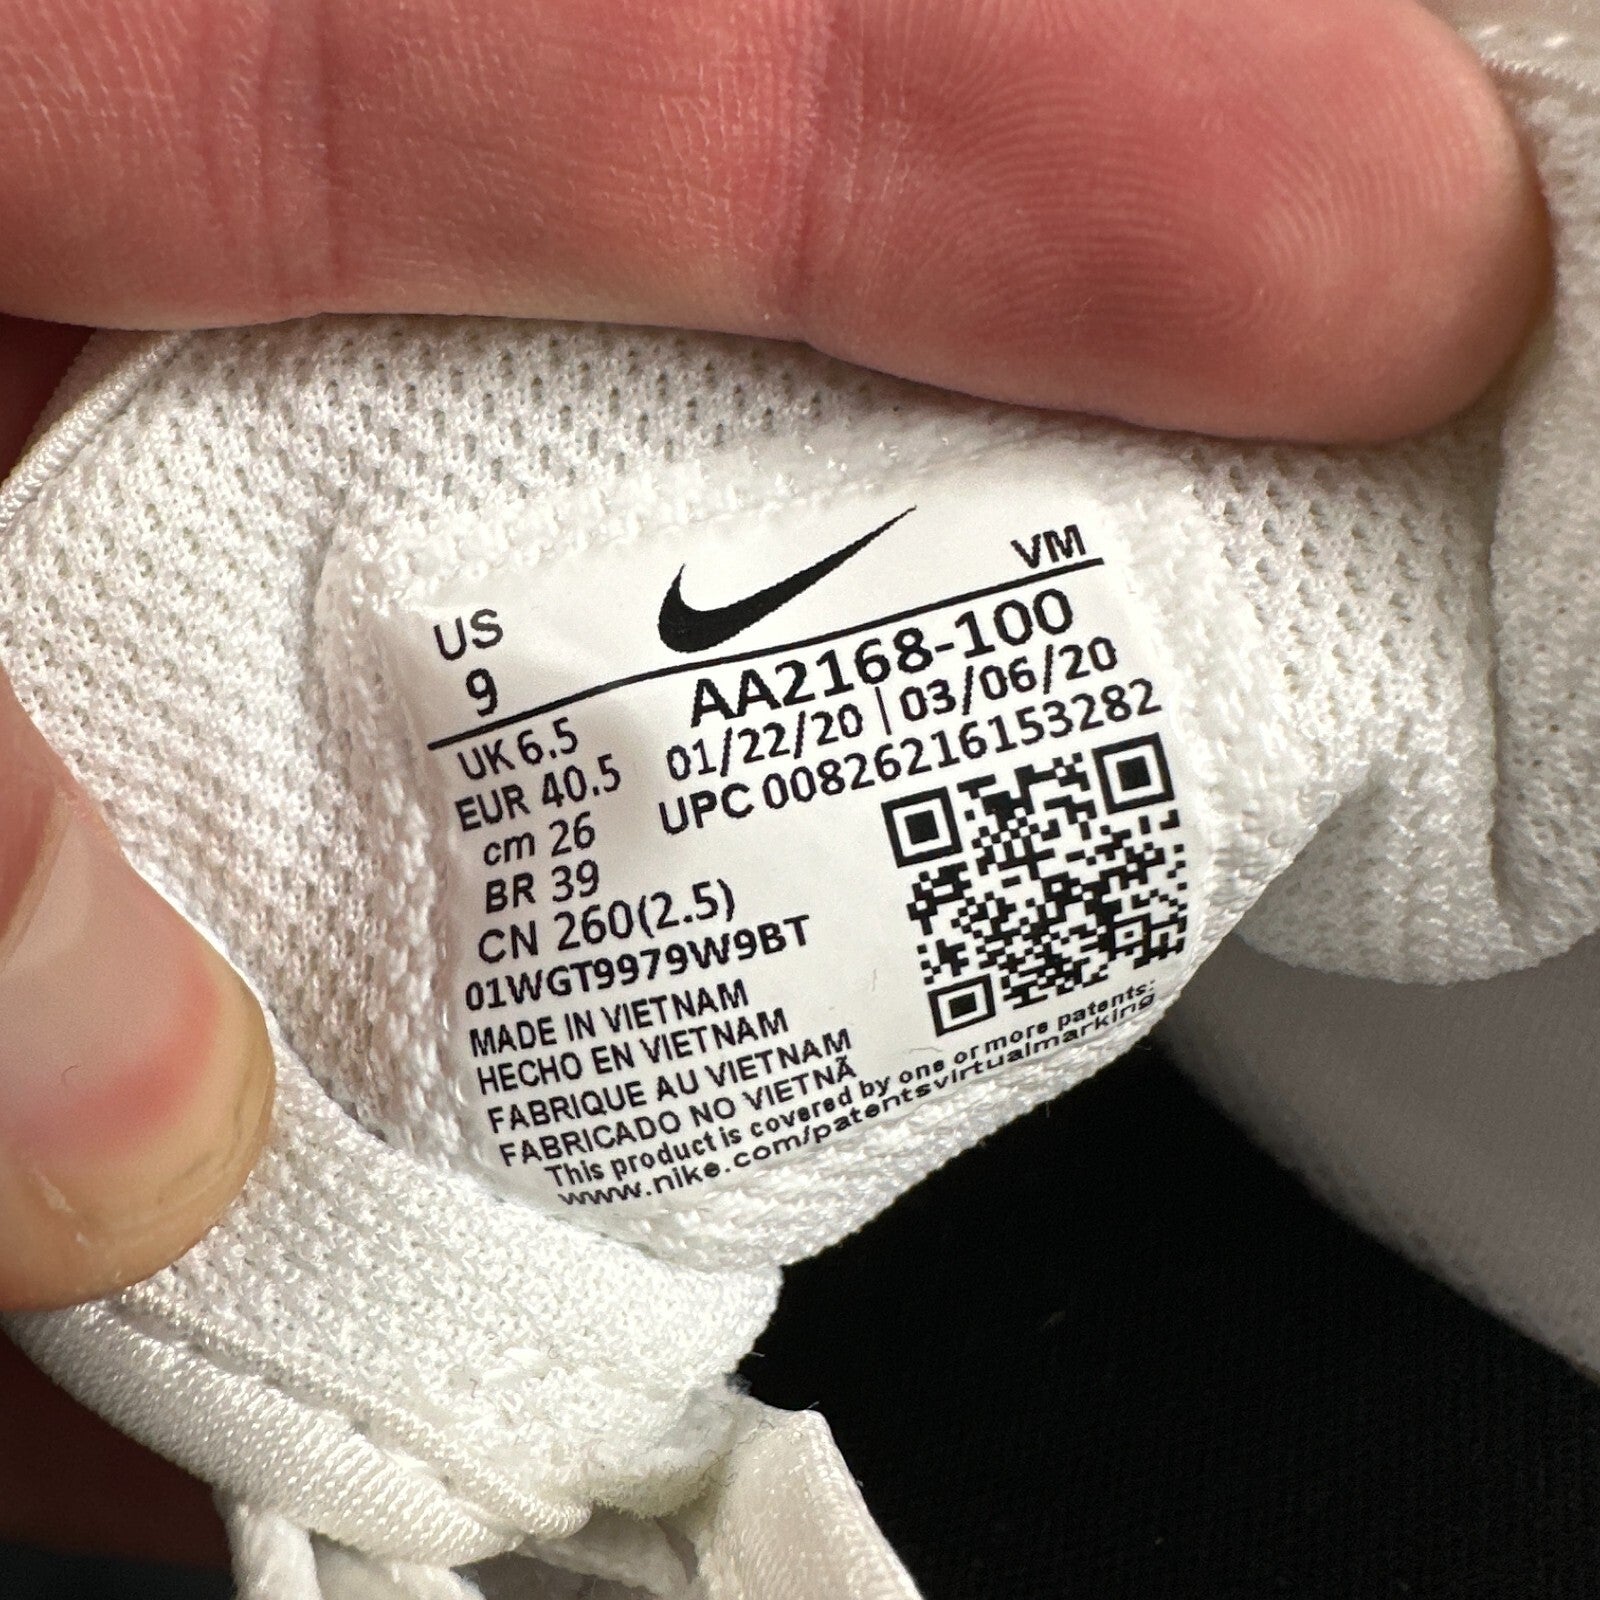 US
9
VM
AA2168-100
01/22/20 | 03/06/20
UPC 00826216153282
UK 6.5
EUR 40.5
cm 26
BR 39
CN 260(2.5)
01WGT9979W9BT
MADE IN VIETNAM
HECHO EN VIETNAM
FABRIQUE AU VIETNAM
FABRICADO NO VIETNÃ
This product is covered by one or more patents:
www.nike.com/patentsvirtualmarking